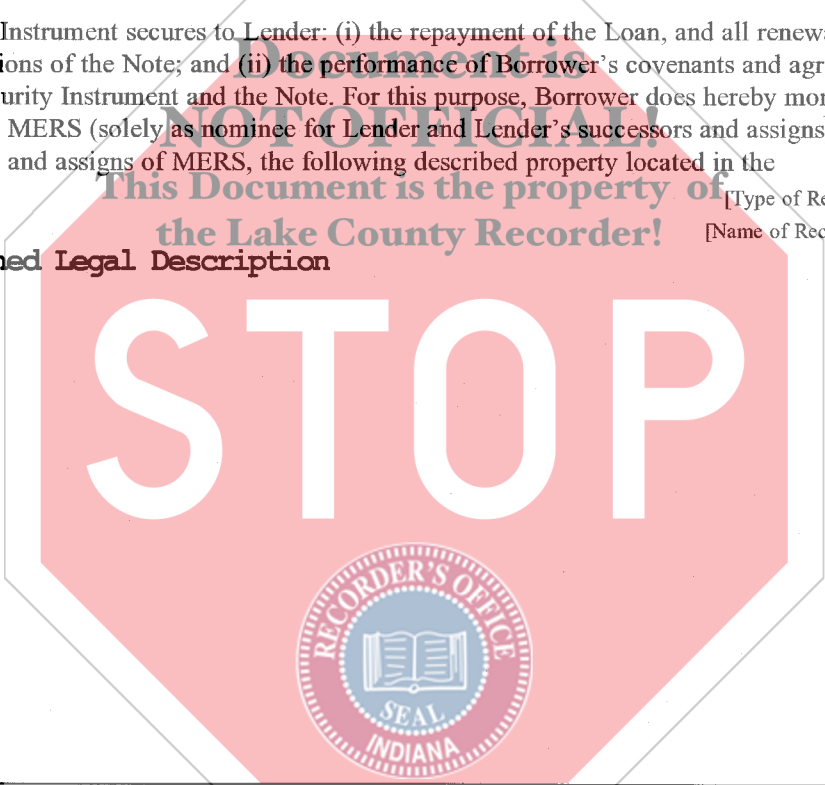 Instrument secures to Lender: (i) the repayment of the Loan, and all renew
ions of the Note; and (ii) the performance of Borrower's covenants and agr
Document is
urity Instrument and the Note. For this purpose, Borrower does hereby mor
NOT OFFICIAL!
MERS (solely as nominee for Lender and Lender's successors and assigns
and assigns of MERS, the following described property located in the
This Document is the property of
[Type of Re
the Lake County Recorder!
[Name of Rec
ned Legal Description
STOP
RECORDER'S OFFICE
SEAL
INDIANA